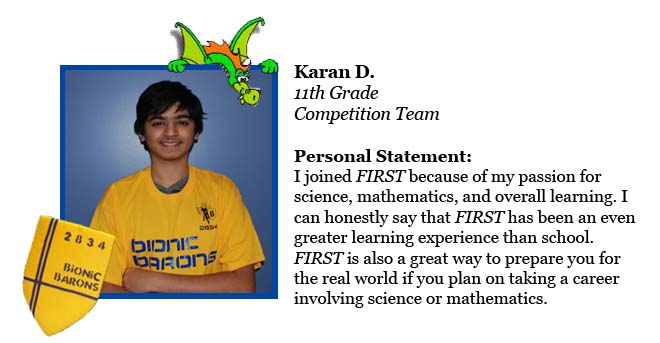 Karan D.
11th Grade
Competition Team
Personal Statement:
I joined FIRST because of my passion for
science, mathematics, and overall learning. I
can honestly say that FIRST has been an even
greater learning experience than school.
FIRST is also a great way to prepare you for
the real world if you plan on taking a career
involving science or mathematics.
2834
BIONIC
BARONS
2834
BiONiC
BARONS